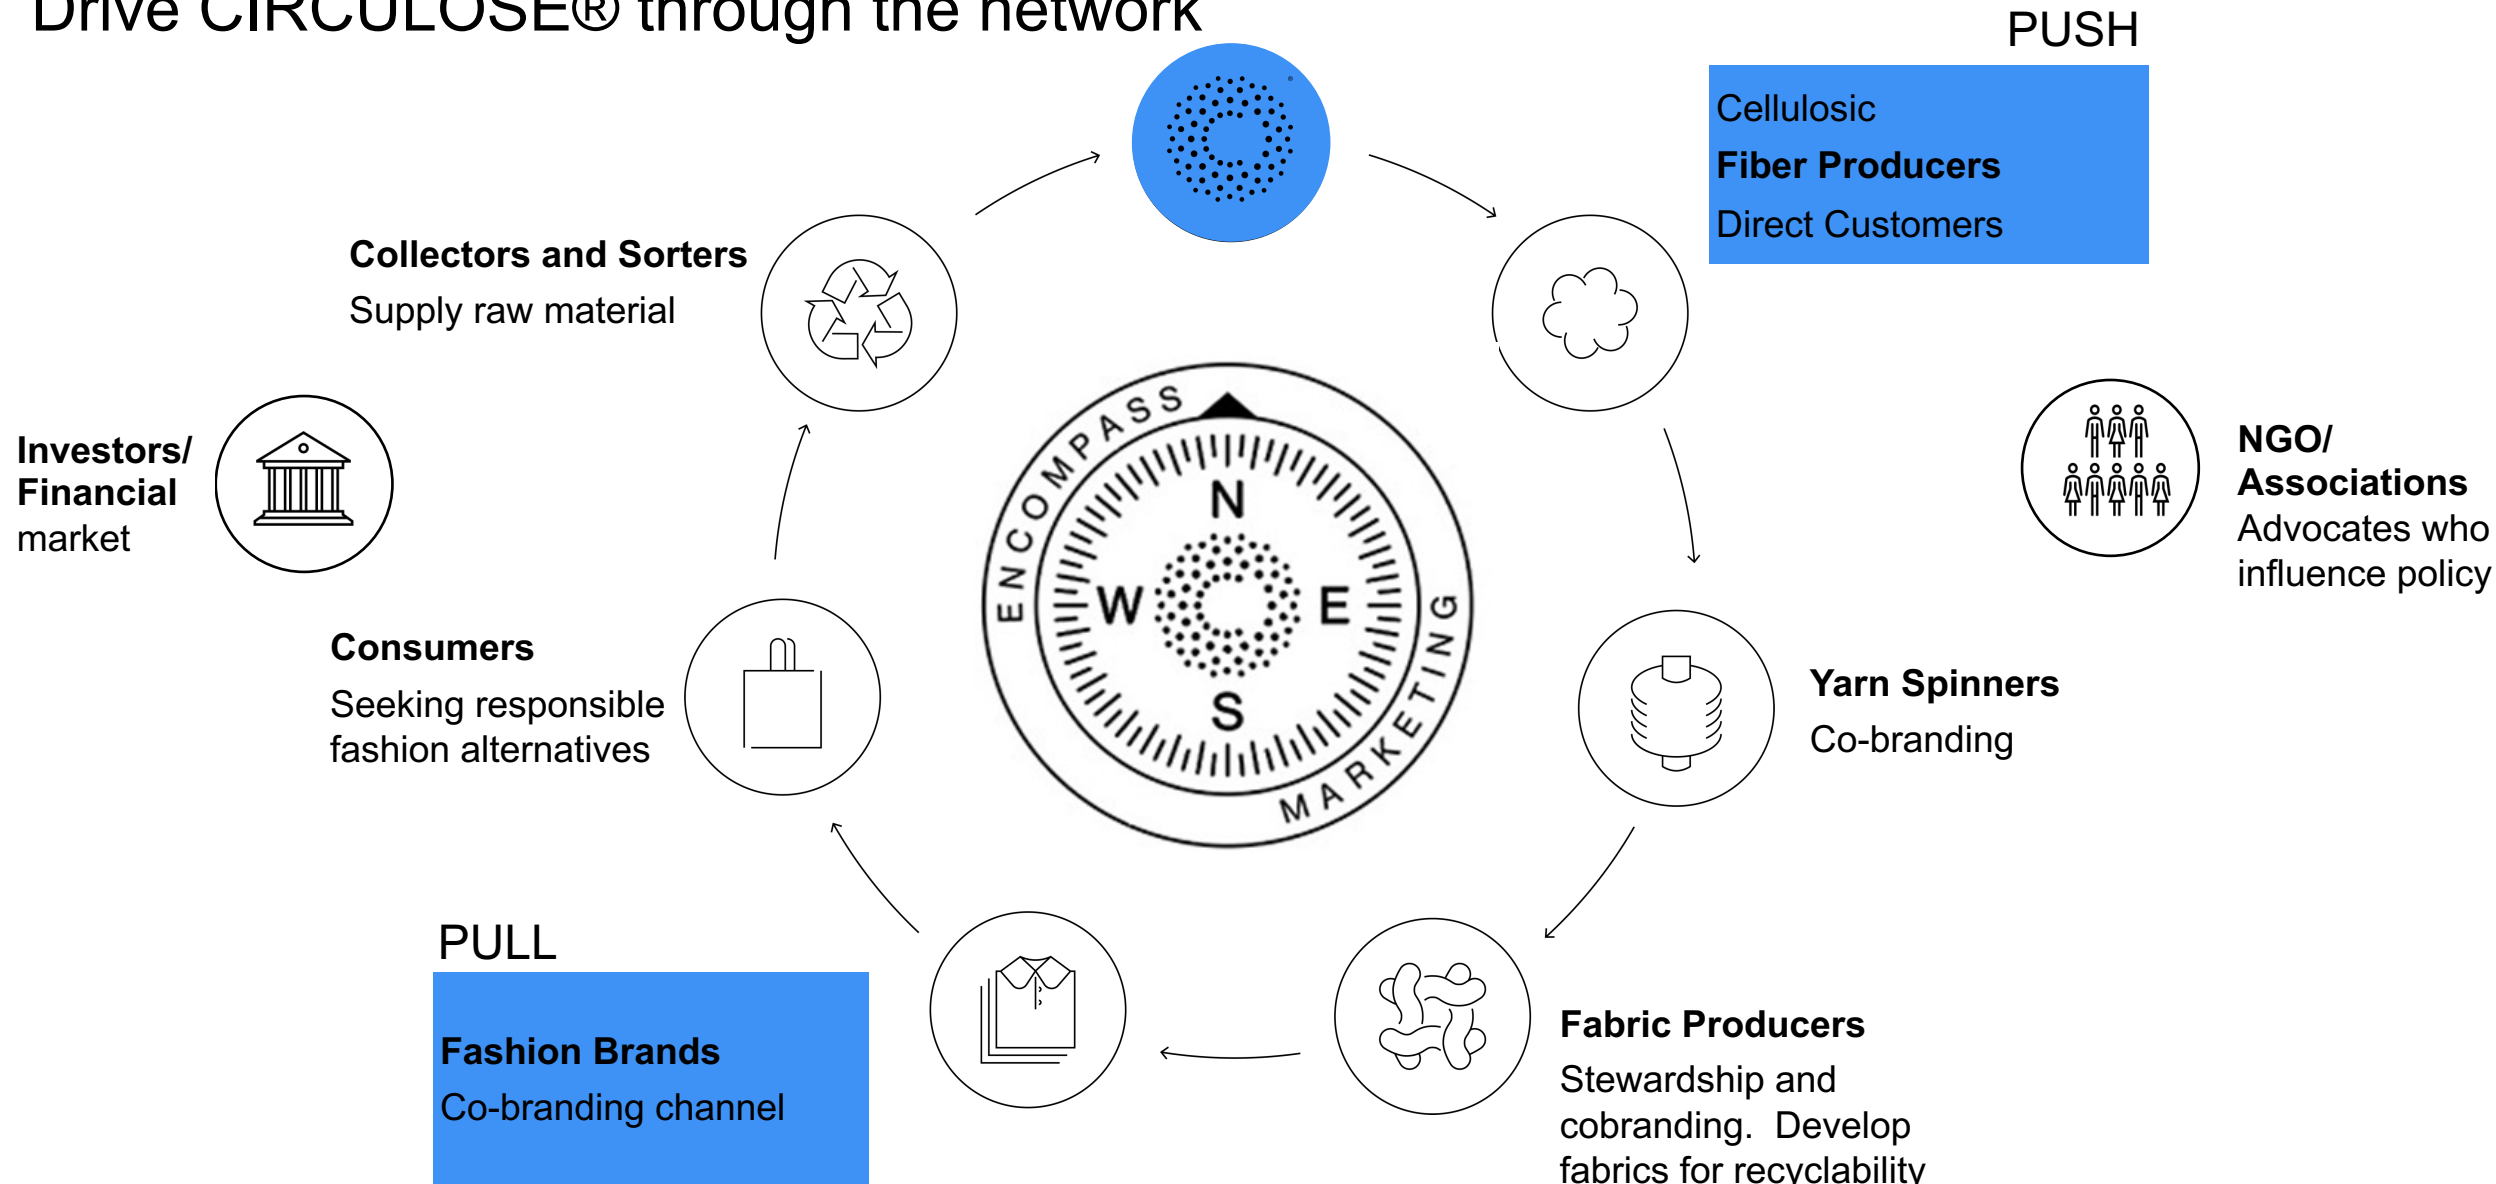 Drive CIRCULOSE® through the network
PUSH
Cellulosic
Fiber Producers
Direct Customers
Collectors and Sorters
Supply raw material
Investors/
Financial
market
NGO/
Associations
Advocates who
influence policy
ENCOMPASS
MARKETING
N
W
E
S
Consumers
Seeking responsible
fashion alternatives
Yarn Spinners
Co-branding
PULL
Fashion Brands
Co-branding channel
Fabric Producers
Stewardship and
cobranding. Develop
fabrics for recyclability